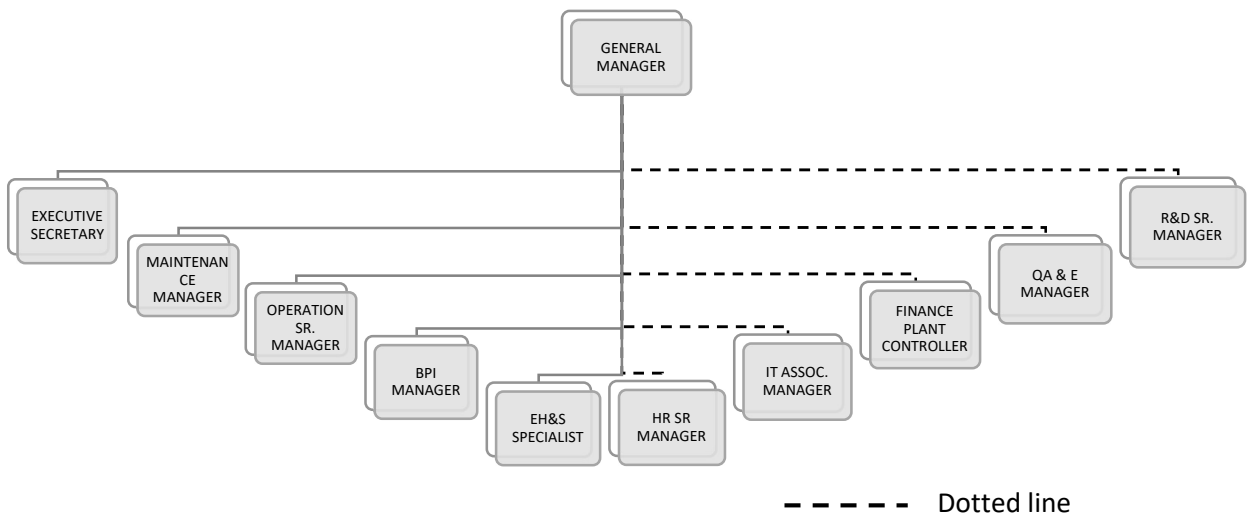 GENERAL
MANAGER
EXECUTIVE
SECRETARY
MAINTENAN
CE
MANAGER
OPERATION
SR.
MANAGER
BPI
MANAGER
EH&S
SPECIALIST
HR SR
MANAGER
IT ASSOC.
MANAGER
FINANCE
PLANT
CONTROLLER
QA & E
MANAGER
R&D SR.
MANAGER
Dotted line